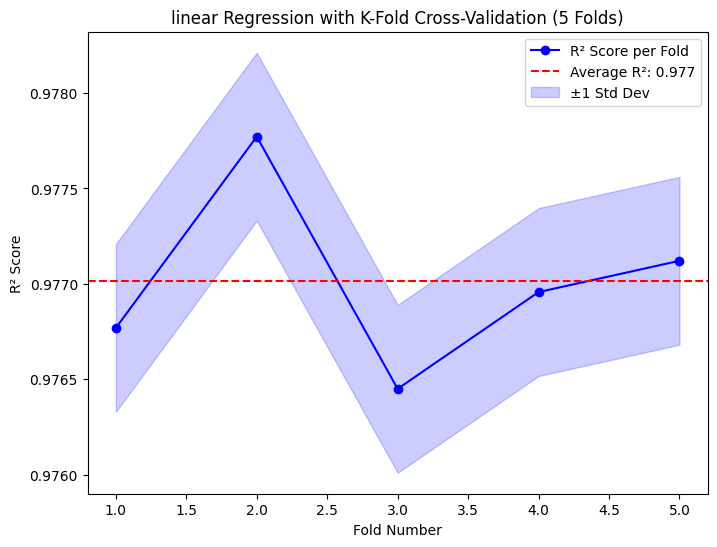 linear Regression with K-Fold Cross-Validation (5 Folds)
R² Score per Fold
Average R²: 0.977
±1 Std Dev
R² Score
0.9780
0.9775
0.9770
0.9765
0.9760
1.0 1.5 2.0 2.5 3.0 3.5 4.0 4.5 5.0
Fold Number